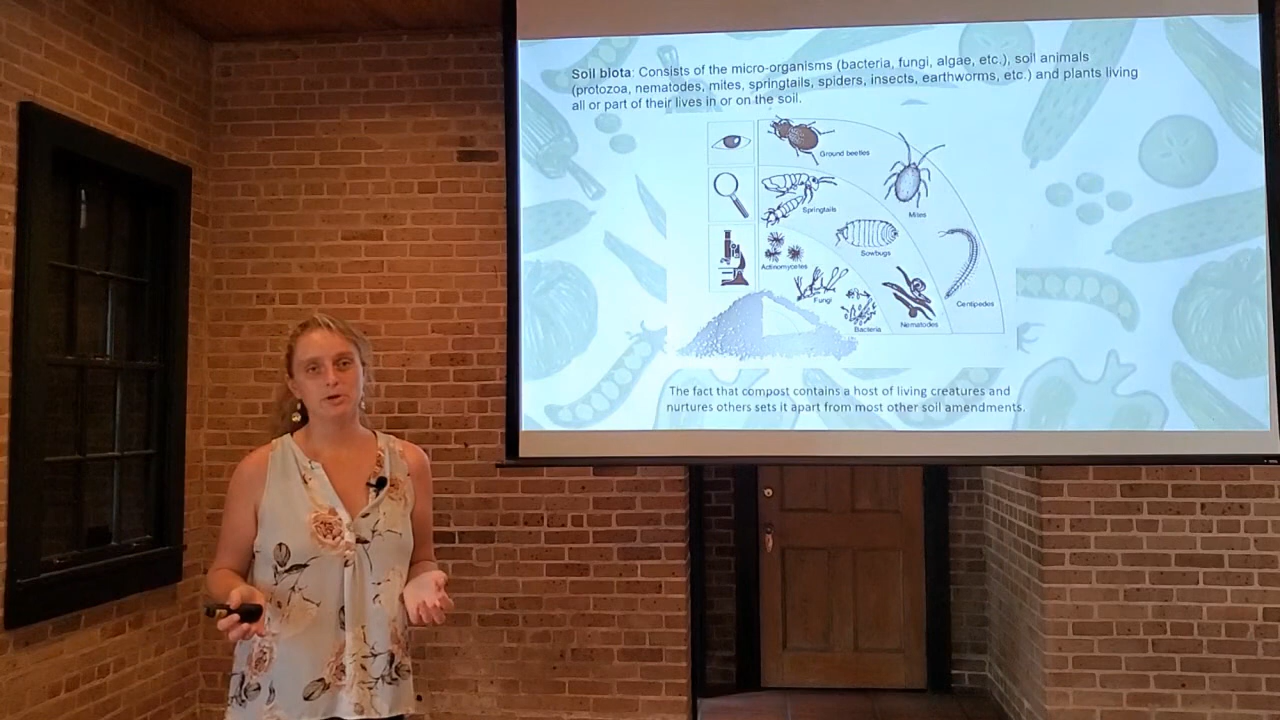 Soil biota: Consists of the micro-organisms (bacteria, fungi, algae, etc.), soil animals
(protozoa, nematodes, mites, springtails, spiders, insects, earthworms, etc.) and plants living
all or part of their lives in or on the soil.
Ground beetles
Mites
Springtails
Sowbugs
Centipedes
Actinomycetes
Fungi
Bacteria
Nematodes
The fact that compost contains a host of living creatures and
nurtures others sets it apart from most other soil amendments.